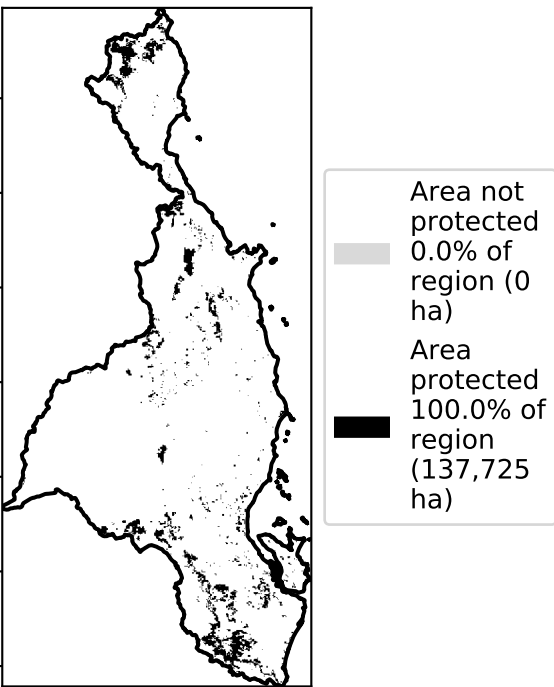 Area not
protected
0.0% of
region (0
ha)
Area
protected
100.0% of
region
(137,725
ha)